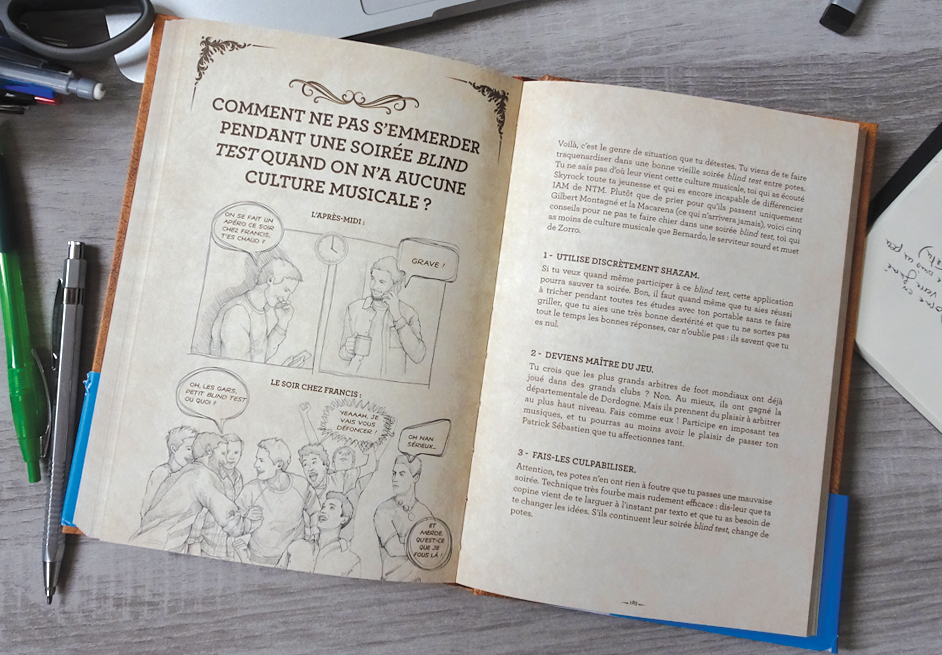 COMMENT NE PAS S'EMMERDER
PENDANT UNE SOIRÉE BLIND
TEST QUAND ON N'A AUCUNE
CULTURE MUSICALE ?
L'APRÈS-MIDI :
ON SE FAIT UN
APÉRO CE SOIR
CHEZ FRANCIS,
T'ES CHAUD ?
GRAVE !
LE SOIR CHEZ FRANCIS :
OH, LES GARS,
PETIT BLIND TEST
OU QUOI ?
YEAAAH, JE
VAIS VOUS
DÉFONCER !
OH NAN
SÉRIEUX...
ET
MERDE,
QU'EST-CE
QUE JE
FOUS LÀ !
Voilà, c'est le genre de situation que tu détestes. Tu viens de te faire
traquenardiser dans une bonne vieille soirée blind test entre potes.
Tu ne sais pas d'où leur vient cette culture musicale, toi qui as écouté
Skyrock toute ta jeunesse et qui es encore incapable de différencier
IAM de NTM. Plutôt que de prier pour qu'ils passent uniquement
Gilbert Montagné et la Macarena (ce qui n'arrivera jamais), voici cinq
conseils pour ne pas te faire chier dans une soirée blind test, toi qui
as moins de culture musicale que Bernardo, le serviteur sourd et muet
de Zorro.
1 - UTILISE DISCRÈTEMENT SHAZAM.
Si tu veux quand même participer à ce blind test, cette application
pourra sauver ta soirée. Bon, il faut quand même que tu aies réussi
à tricher pendant toutes tes études avec ton portable sans te faire
griller, que tu aies une très bonne dextérité et que tu ne sortes pas
tout le temps les bonnes réponses, car n'oublie pas : ils savent que tu
es nul.
2 - DEVIENS MAÎTRE DU JEU.
Tu crois que les plus grands arbitres de foot mondiaux ont déjà
joué dans des grands clubs ? Non. Au mieux, ils ont gagné la
départementale de Dordogne. Mais ils prennent du plaisir à arbitrer
au plus haut niveau. Fais comme eux ! Participe en imposant tes
musiques, et tu pourras au moins avoir le plaisir de passer ton
Patrick Sébastien que tu affectionnes tant.
3 - FAIS-LES CULPABILISER.
Attention, tes potes n'en ont rien à foutre que tu passes une mauvaise
soirée. Technique très fourbe mais rudement efficace : dis-leur que ta
copine vient de te larguer à l'instant par texto et que tu as besoin de
te changer les idées. S'ils continuent leur soirée blind test, change de
potes.